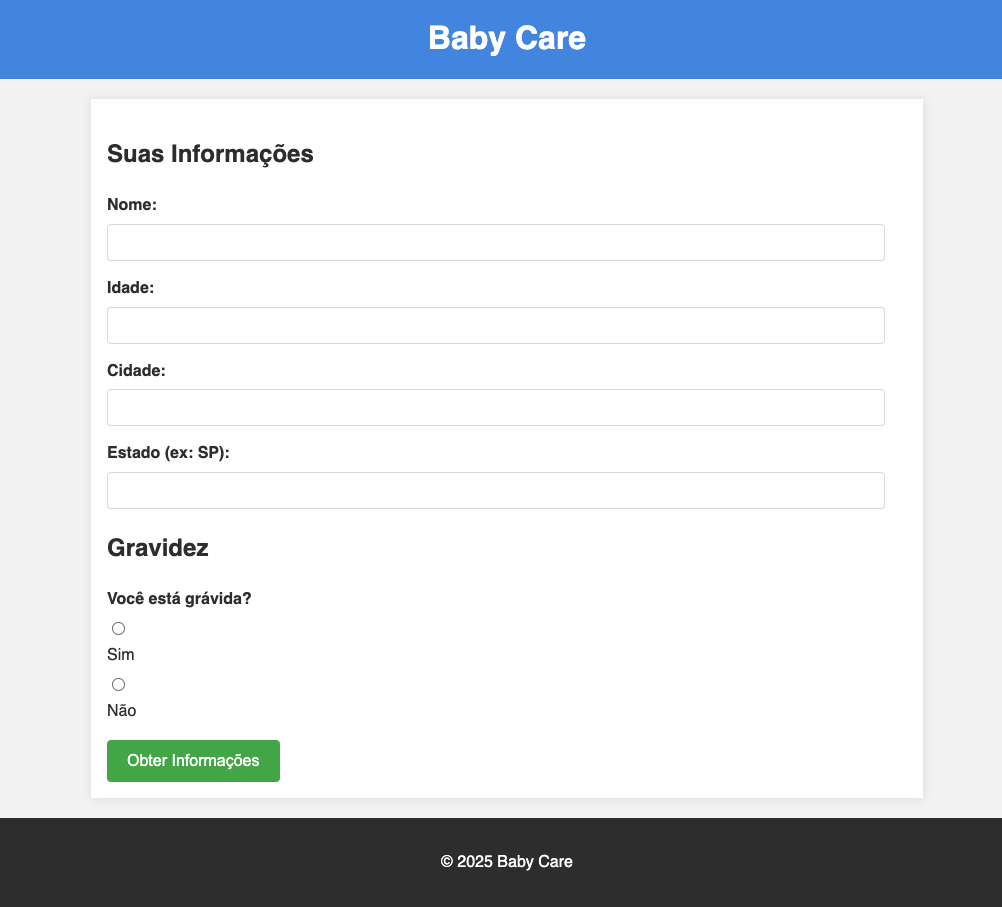 Baby Care
Suas Informações
Nome:
Idade:
Cidade:
Estado (ex: SP):
Gravidez
Você está grávida?
Sim
Não
Obter Informações
© 2025 Baby Care